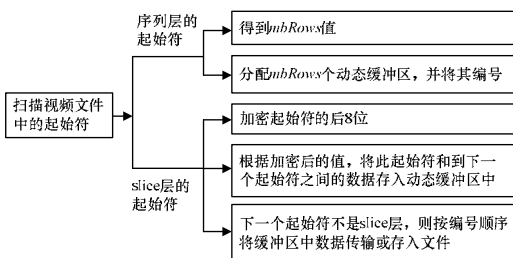 序列层的
起始符
得到mbRows值
分配mbRows个动态缓冲区，并将其编号
扫描视频文件
中的起始符
加密起始符的后8位
slice层的
起始符
根据加密后的值，将此起始符和到下一
个起始符之间的数据存入动态缓冲区中
下一个起始符不是slice层，则按编号顺序
将缓冲区中数据传输或存入文件